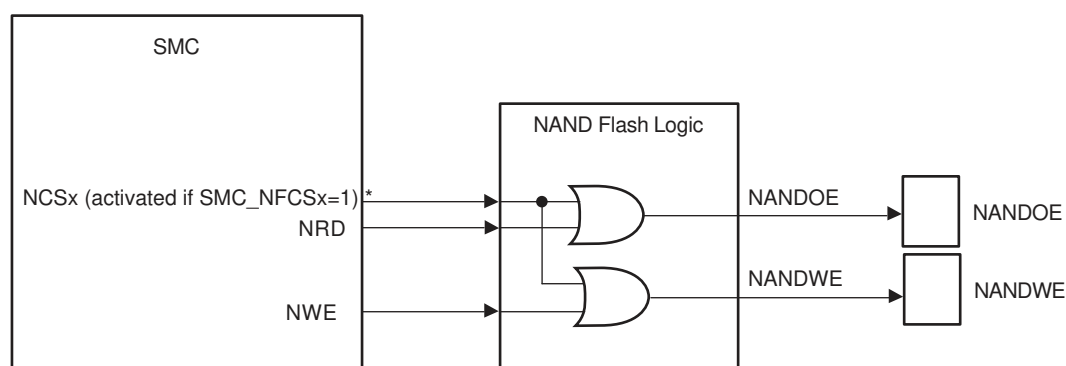 SMC
NAND Flash Logic
NCSx (activated if SMC_NFCSx=1) *
NANDOE
NANDOE
NRD
NANDWE
NANDWE
NWE